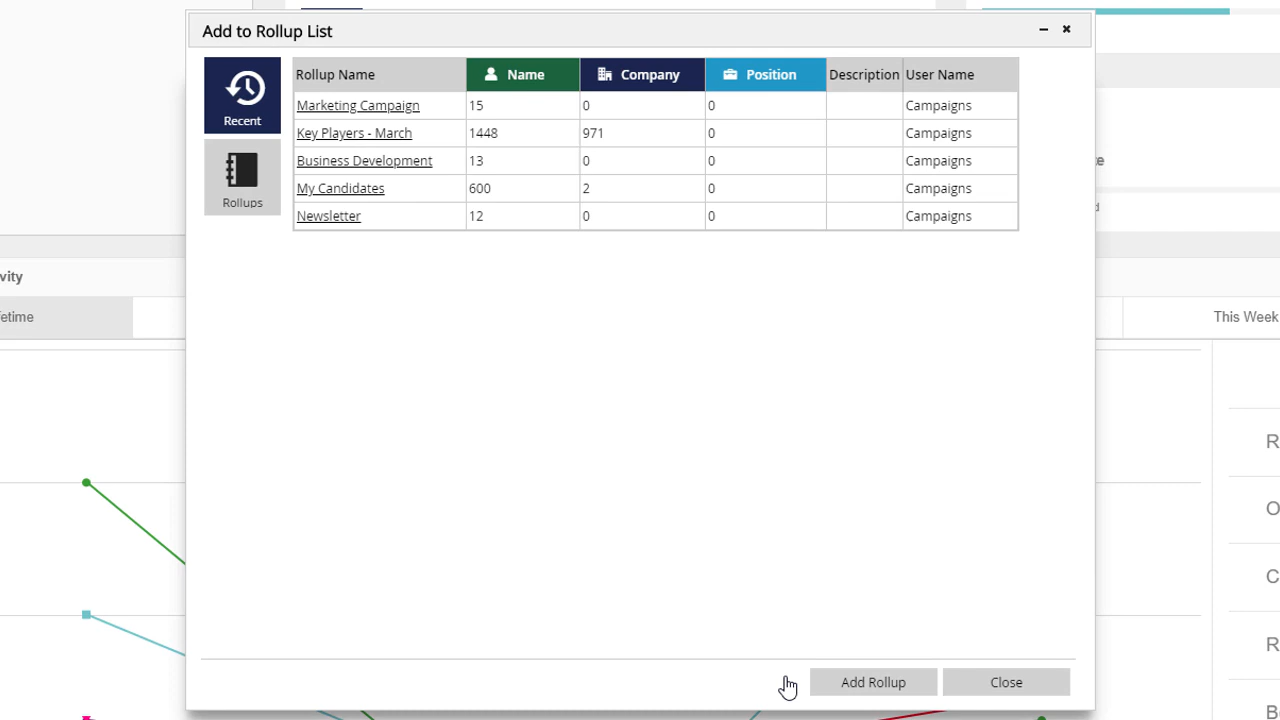 Add to Rollup List
Recent
Rollups
Rollup Name Name Company Position Description User Name
Marketing Campaign 15 0 0 Campaigns
Key Players - March 1448 971 0 Campaigns
Business Development 13 0 0 Campaigns
My Candidates 600 2 0 Campaigns
Newsletter 12 0 0 Campaigns
This Week
Add Rollup Close